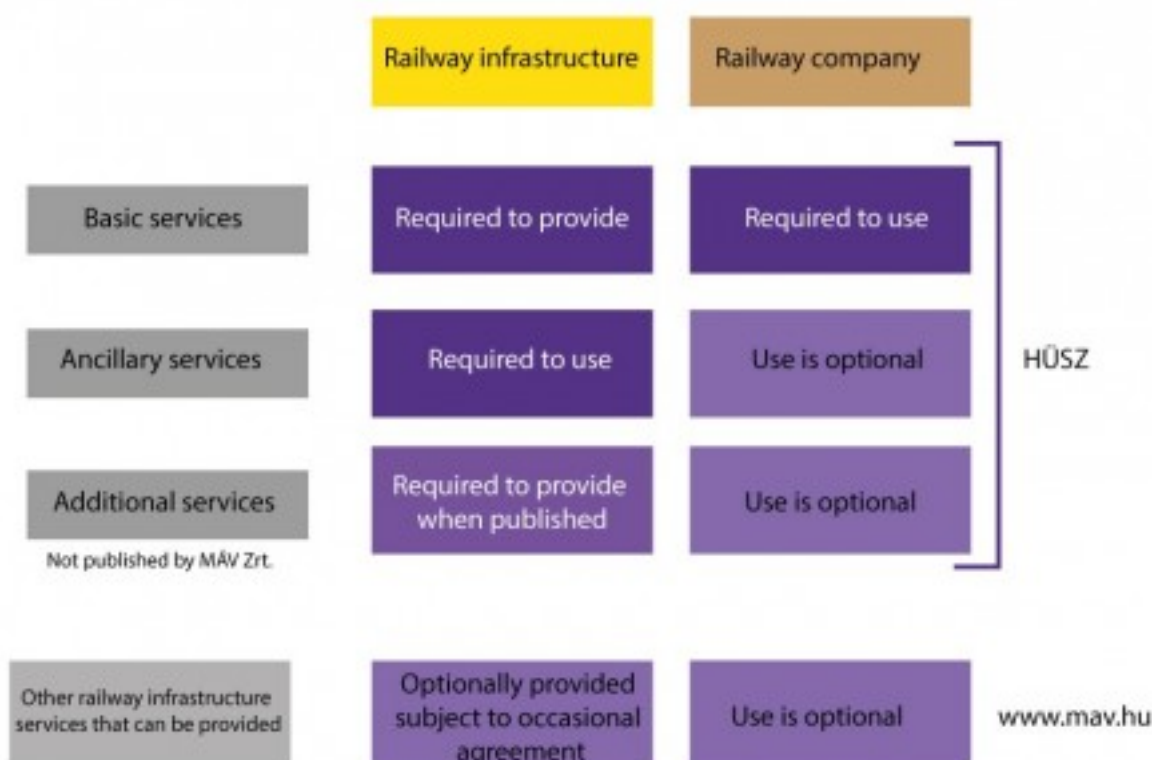 Railway infrastructure
Railway company
Basic services
Required to provide
Required to use
Ancillary services
Required to use
Use is optional
HÜSZ
Additional services
Required to provide
when published
Use is optional
Not published by MÁV Zrt.
Other railway infrastructure
services that can be provided
Optionally provided
subject to occasional
agreement
Use is optional
www.mav.hu